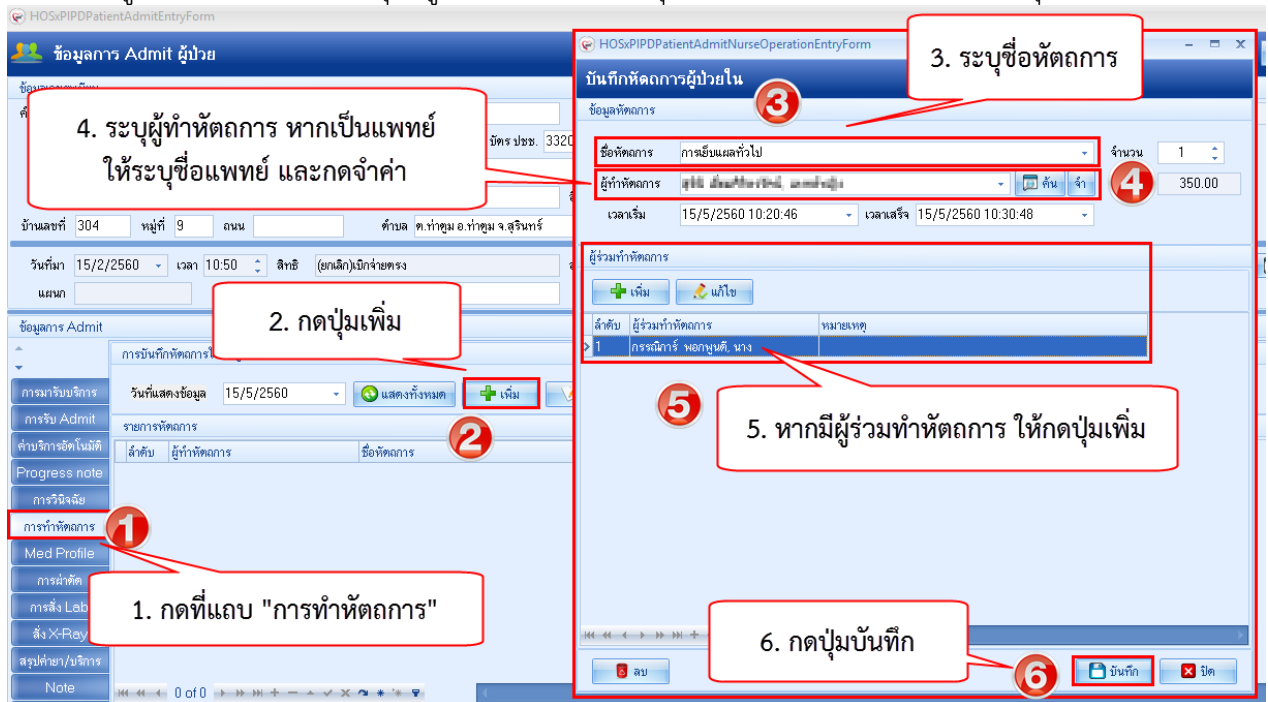 HOSxPIPDPatientAdmitEntryForm
ข้อมูลการ Admit ผู้ป่วย
4. ระบุผู้ทำหัตถการ หากเป็นแพทย์
ให้ระบุชื่อแพทย์ และกดจำค่า
บัตร ปชช. 3320
บ้านเลขที่ 304 หมู่ที่ 9 ถนน ตำบล ต.ท่าตูม อ.ท่าตูม จ.สุรินทร์
วันที่มา 15/2/2560 เวลา 10:50 สิทธิ (ยกเลิก)เบิกจ่ายตรง
แผนก
2. กดปุ่มเพิ่ม
ข้อมูลการ Admit
การบันทึกหัตถการ
วันที่แสดงข้อมูล 15/5/2560 แสดงทั้งหมด เพิ่ม
2
รายการหัตถการ
ลำดับ ผู้ทำหัตถการ ชื่อหัตถการ
การมารับบริการ
การรับ Admit
ค่าบริการอัตโนมัติ
Progress note
การวินิจฉัย
การทำหัตถการ
1
Med Profile
การผ่าตัด
การสั่ง Lab
สั่ง X-Ray
สรุปค่ายา/บริการ
Note
1. กดที่แถบ "การทำหัตถการ"
0 of 0
HOSxPIPDPatientAdmitNurseOperationEntryForm
3. ระบุชื่อหัตถการ
บันทึกหัตถการผู้ป่วยใน
3
ข้อมูลหัตถการ
ชื่อหัตถการ การเย็บแผลทั่วไป จำนวน 1
ผู้ทำหัตถการ ค้น จำ 4 350.00
เวลาเริ่ม 15/5/2560 10:20:46 เวลาเสร็จ 15/5/2560 10:30:48
ผู้ร่วมทำหัตถการ
เพิ่ม แก้ไข
ลำดับ ผู้ร่วมทำหัตถการ หมายเหตุ
1 กรรณิการ์ พอกพูนดี, นาง
5
5. หากมีผู้ร่วมทำหัตถการ ให้กดปุ่มเพิ่ม
6. กดปุ่มบันทึก
ลบ 6 บันทึก ปิด